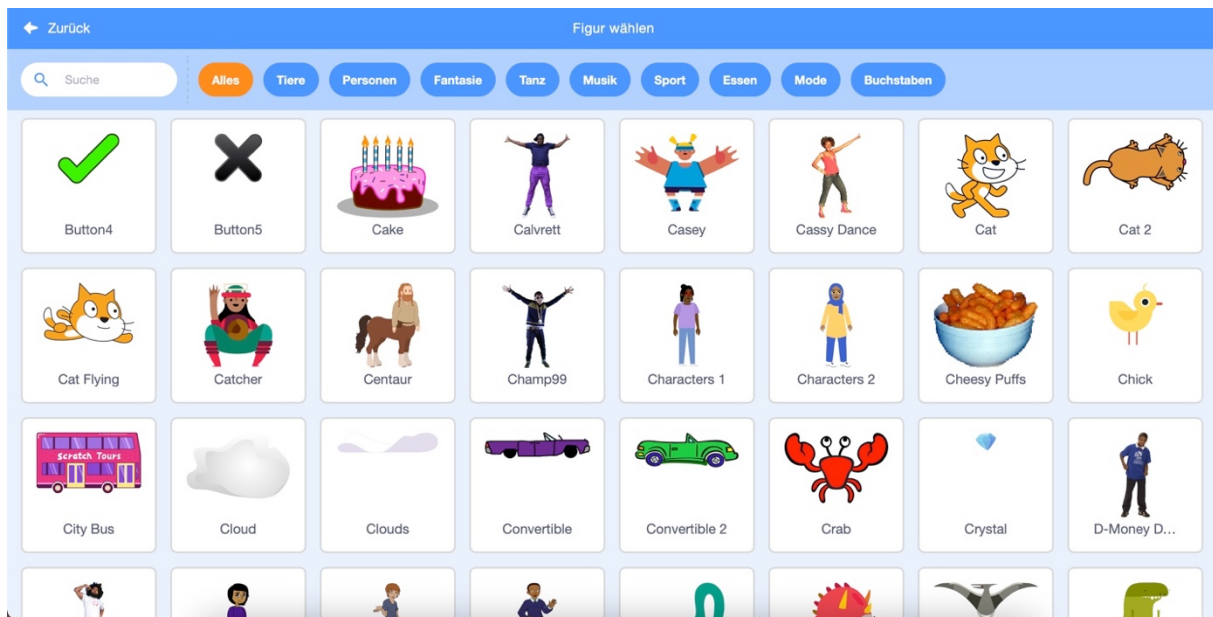 Zurück
Figur wählen
Suche
Alles
Tiere
Personen
Fantasie
Tanz
Musik
Sport
Essen
Mode
Buchstaben
Button4
Button5
Cake
Calvrett
Casey
Cassy Dance
Cat
Cat 2
Cat Flying
Catcher
Centaur
Champ99
Characters 1
Characters 2
Cheesy Puffs
Chick
Scratch Tours
City Bus
Cloud
Clouds
Convertible
Convertible 2
Crab
Crystal
D-Money D...